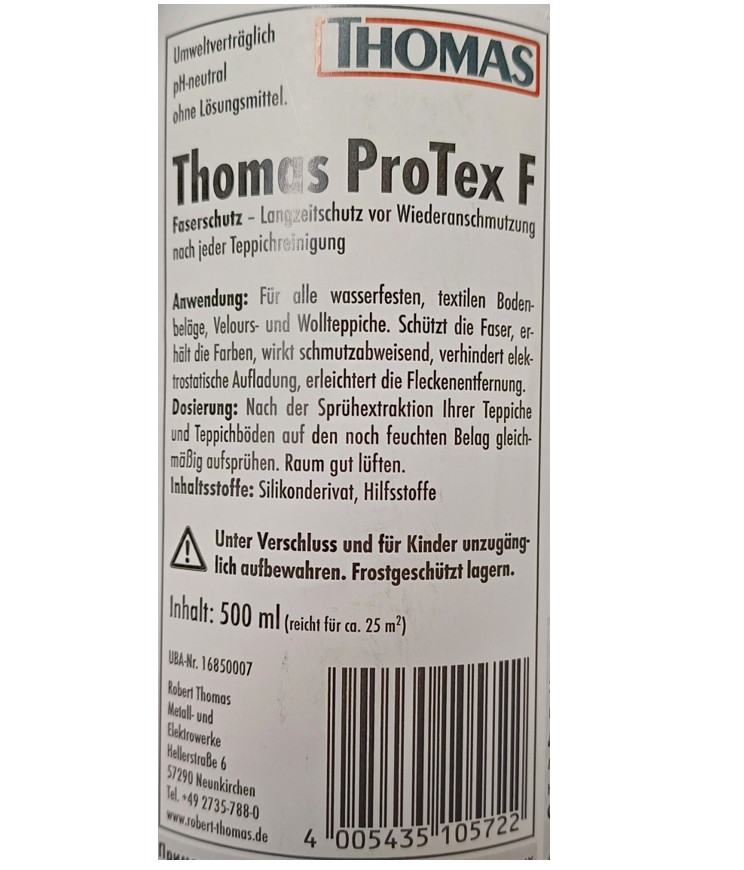 Umweltverträglich
pH-neutral
ohne Lösungsmittel.
THOMAS
Thomas ProTex F
Faserschutz – Langzeitschutz vor Wiederanschmutzung
nach jeder Teppichreinigung
Anwendung: Für alle wasserfesten, textilen Boden-
beläge, Velours- und Wollteppiche. Schützt die Faser, er-
hält die Farben, wirkt schmutzabweisend, verhindert elek-
trostatische Aufladung, erleichtert die Fleckenentfernung.
Dosierung: Nach der Sprühextraktion Ihrer Teppiche
und Teppichböden auf den noch feuchten Belag gleich-
mäßig aufsprühen. Raum gut lüften.
Inhaltsstoffe: Silikonderivat, Hilfsstoffe
Unter Verschluss und für Kinder unzugäng-
lich aufbewahren. Frostgeschützt lagern.
Inhalt: 500 ml (reicht für ca. 25 m²)
UBA-Nr. 16850007
Robert Thomas
Metall- und
Elektrowerke
Hellerstraße 6
57290 Neunkirchen
Tel. +49 2735-788-0
www.robert-thomas.de
4 005435 105722